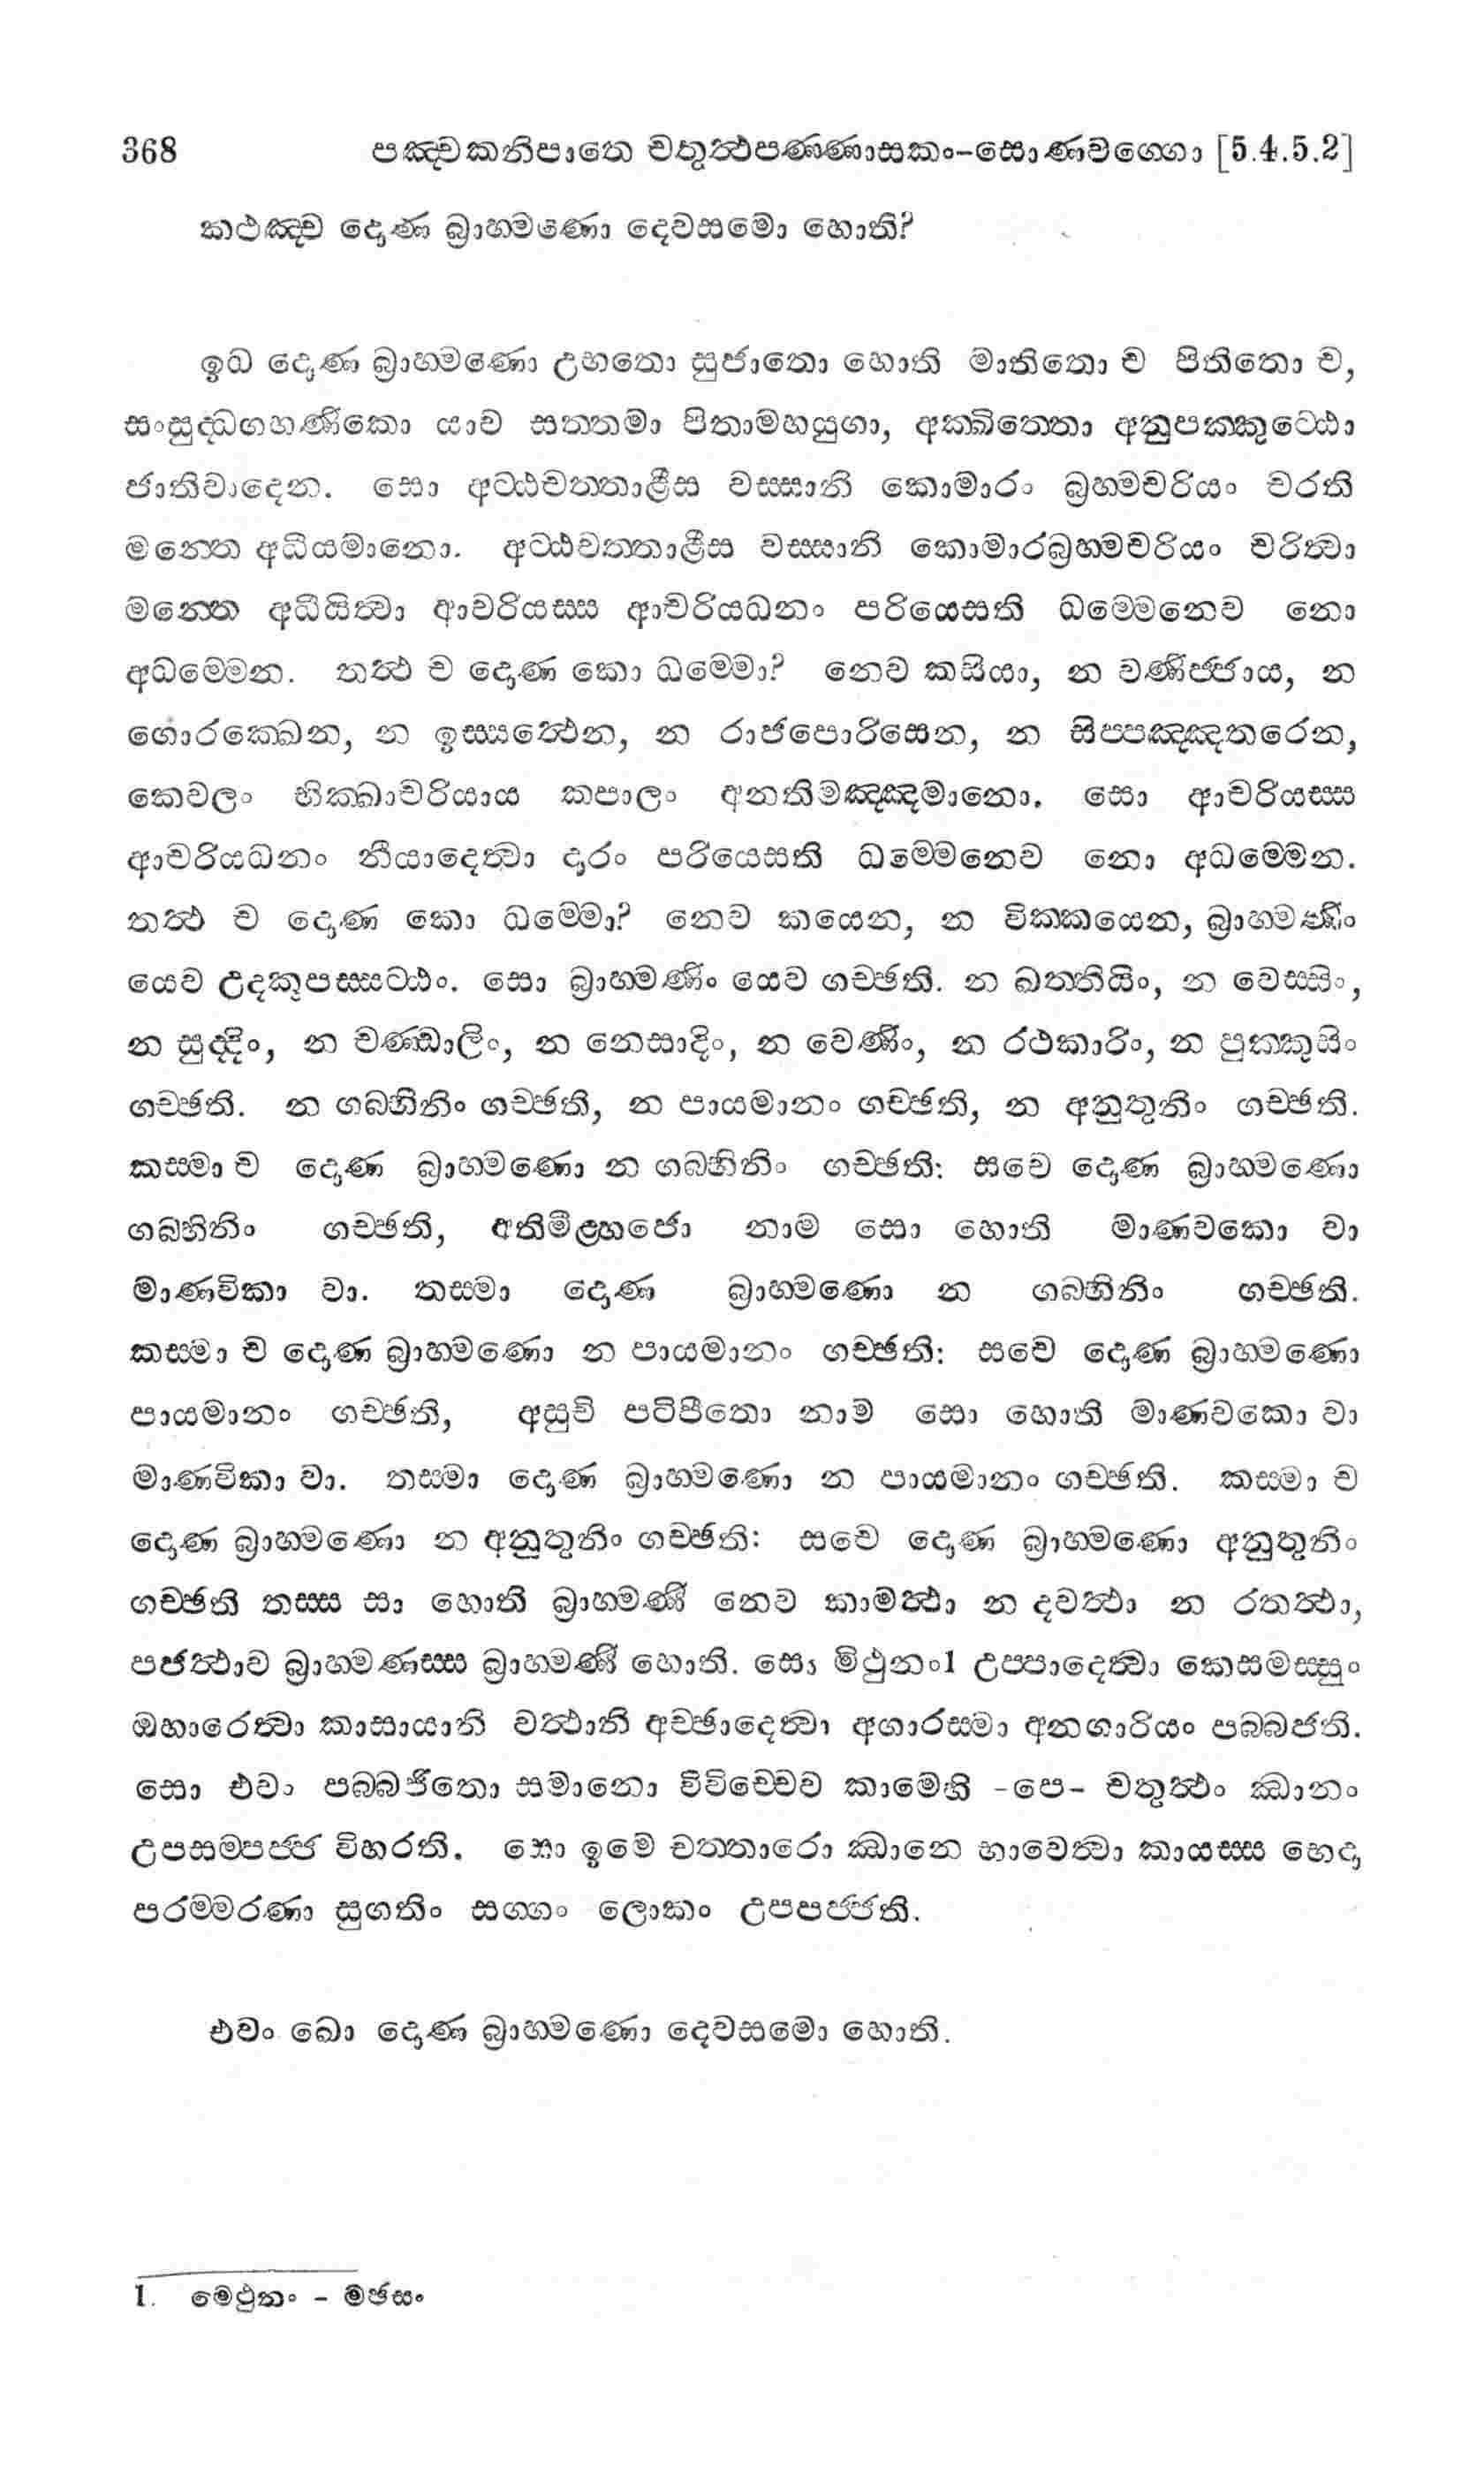 368 පඤ්චකනිපාතෙ චතුත්‍ථපණ්ණාසකං-සොණවග්ගො [5.4.5.2]
කථඤ්ච දොණ බ්‍රාහ්මණො දෙවසමො හොති?
ඉධ දොණ බ්‍රාහ්මණො උභතො සුජාතො හොති මාතිතො ච පිතිතො ච,
සංසුද්ධගහණිකො යාව සත්තමා පිතාමහයුගා, අක්ඛිත්තො අනුපක්කුට්ඨො
ජාතිවාදෙන. සො අට්ඨචත්තාළීස වස්සානි කොමාරං බ්‍රහ්මචරියං චරති
මන්තෙ අධීයමානො. අට්ඨචත්තාළීස වස්සානි කොමාරබ්‍රහ්මචරියං චරිත්‍වා
මන්තෙ අධීයිත්‍වා ආචරියස්ස ආචරියධනං පරියෙසති ධම්මෙනෙව නො
අධම්මෙන. තත්‍ථ ච දොණ කො ධම්මො? නෙව කසියා, න වණිජ්ජාය, න
ගොරක්ඛෙන, න ඉස්සත්‍ථෙන, න රාජපොරිසෙන, න සිප්පඤ්ඤතරෙන,
කෙවලං භික්ඛාචරියාය කපාලං අනතිමඤ්ඤමානො. සො ආචරියස්ස
ආචරියධනං නීයාදෙත්‍වා දාරං පරියෙසති ධම්මෙනෙව නො අධම්මෙන.
තත්‍ථ ච දොණ කො ධම්මො? නෙව කයෙන, න වික්කයෙන, බ්‍රාහ්මණිං
යෙව උදකූපස්සට්ඨං. සො බ්‍රාහ්මණිං යෙව ගච්ඡති. න ඛත්තියිං, න වෙස්සිං,
න සුද්දිං, න චණ්ඩාලිං, න නෙසාදිං, න වෙණිං, න රථකාරිං, න පුක්කුසිං
ගච්ඡති. න ගබ්භිනිං ගච්ඡති, න පායමානං ගච්ඡති, න අනුතුනිං ගච්ඡති.
කස්මා ච දොණ බ්‍රාහ්මණො න ගබ්භිනිං ගච්ඡති: සචෙ දොණ බ්‍රාහ්මණො
ගබ්භිනිං ගච්ඡති, අතිමීළ්හජො නාම සො හොති මාණවකො වා
මාණවිකා වා. තස්මා දොණ බ්‍රාහ්මණො න ගබ්භිනිං ගච්ඡති.
කස්මා ච දොණ බ්‍රාහ්මණො න පායමානං ගච්ඡති: සචෙ දොණ බ්‍රාහ්මණො
පායමානං ගච්ඡති, අසුචි පටිපීතො නාම සො හොති මාණවකො වා
මාණවිකා වා. තස්මා දොණ බ්‍රාහ්මණො න පායමානං ගච්ඡති. කස්මා ච
දොණ බ්‍රාහ්මණො න අනුතුනිං ගච්ඡති: සචෙ දොණ බ්‍රාහ්මණො අනුතුනිං
ගච්ඡති තස්ස සා හොති බ්‍රාහ්මණී නෙව කාමත්‍ථා න දවත්‍ථා න රතත්‍ථා,
පජත්‍ථාව බ්‍රාහ්මණස්ස බ්‍රාහ්මණී හොති. සො මිථුනං1 උප්පාදෙත්‍වා කෙසමස්සුං
ඔහාරෙත්‍වා කාසායානි වත්‍ථානි අච්ඡාදෙත්‍වා අගාරස්මා අනගාරියං පබ්බජති.
සො එවං පබ්බජිතො සමානො විවිච්චෙව කාමෙහි -පෙ- චතුත්‍ථං ඣානං
උපසම්පජ්ජ විහරති. සො ඉමෙ චත්තාරො ඣානෙ භාවෙත්‍වා කායස්ස භෙදා
පරම්මරණා සුගතිං සග්ගං ලොකං උපපජ්ජති.
එවං ඛො දොණ බ්‍රාහ්මණො දෙවසමො හොති.
1. මෙථුනං - මඡසං